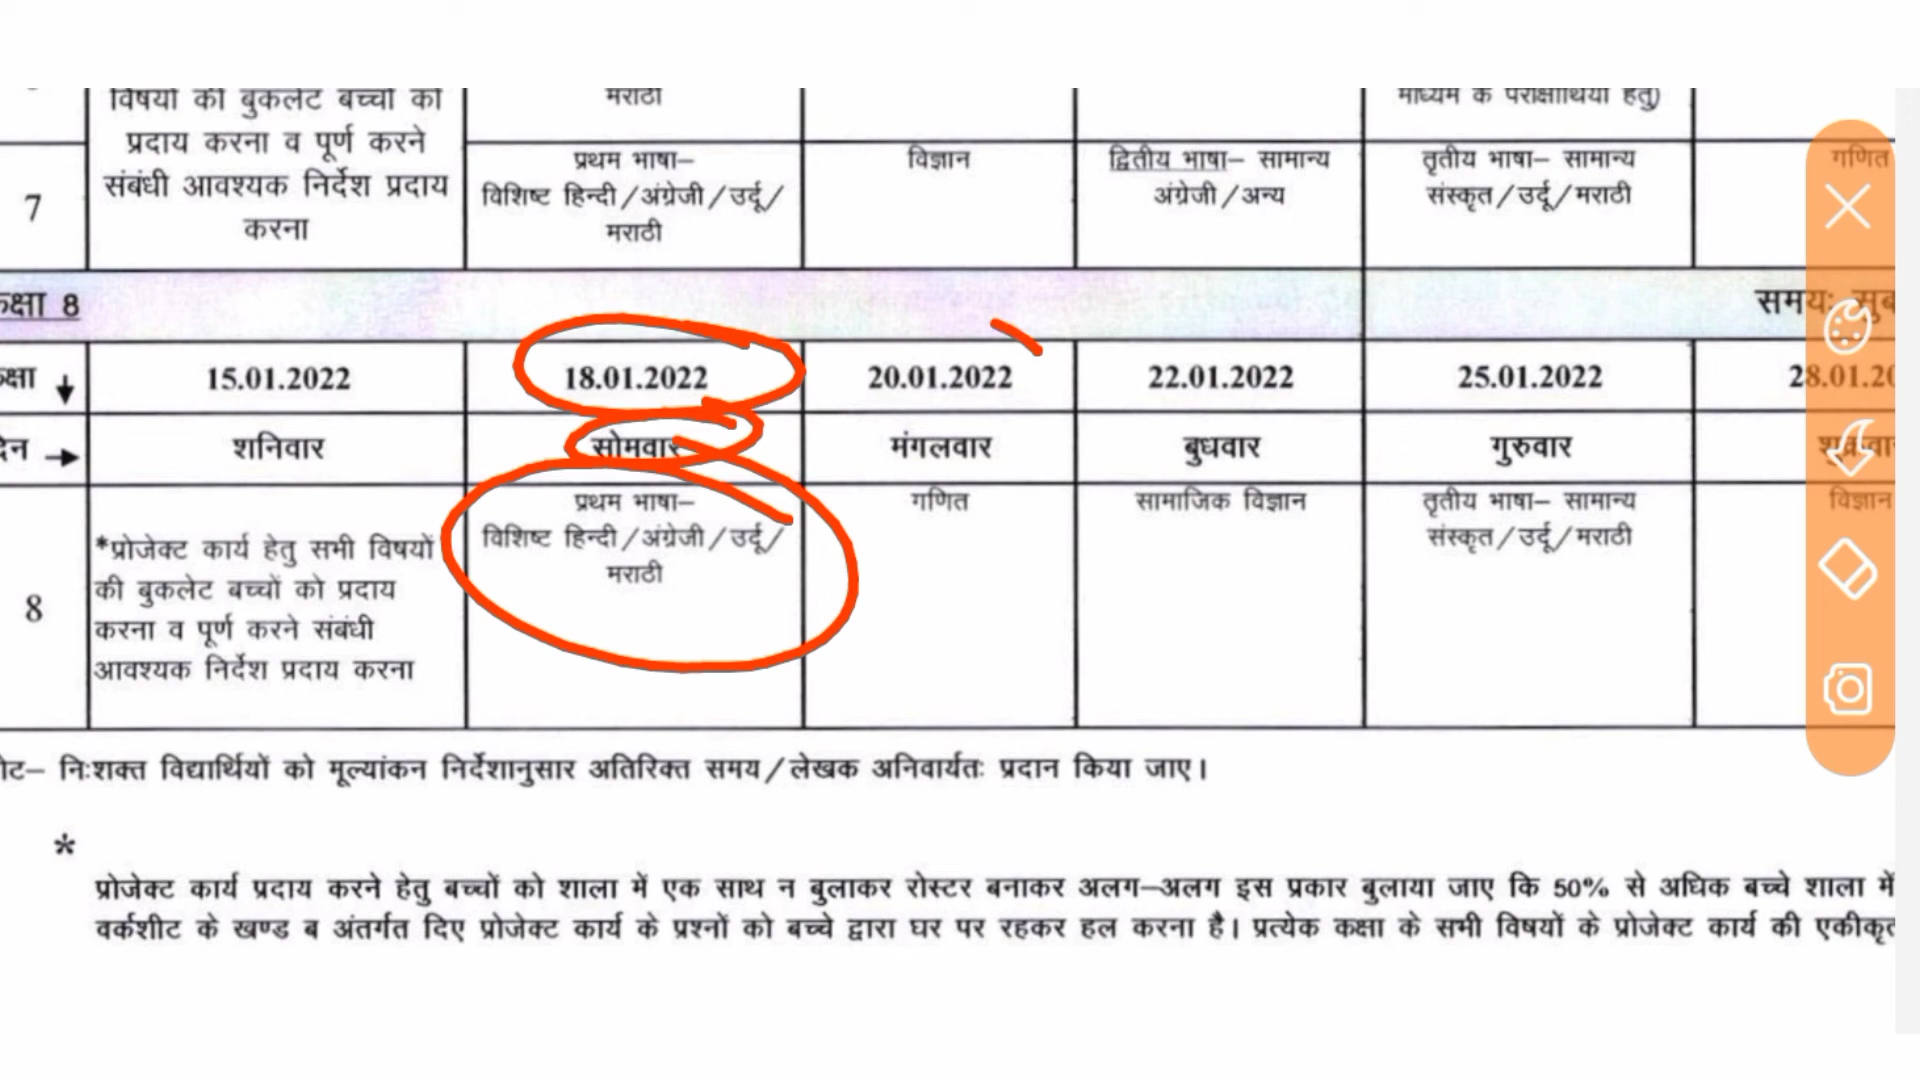 विषयों की बुकलेट बच्चों को
प्रदाय करना व पूर्ण करने
संबंधी आवश्यक निर्देश प्रदाय
करना
मराठी
माध्यम के परीक्षार्थियों हेतु)
7
प्रथम भाषा–
विशिष्ट हिन्दी/अंग्रेजी/उर्दू/
मराठी
विज्ञान
द्वितीय भाषा– सामान्य
अंग्रेजी/अन्य
तृतीय भाषा– सामान्य
संस्कृत/उर्दू/मराठी
गणित
कक्षा 8
समयः सुब
कक्षा ↓
15.01.2022
18.01.2022
20.01.2022
22.01.2022
25.01.2022
28.01.20
दिन →
शनिवार
सोमवार
मंगलवार
बुधवार
गुरुवार
शुक्रवार
8
*प्रोजेक्ट कार्य हेतु सभी विषयों
की बुकलेट बच्चों को प्रदाय
करना व पूर्ण करने संबंधी
आवश्यक निर्देश प्रदाय करना
प्रथम भाषा–
विशिष्ट हिन्दी/अंग्रेजी/उर्दू/
मराठी
गणित
सामाजिक विज्ञान
तृतीय भाषा– सामान्य
संस्कृत/उर्दू/मराठी
विज्ञान
नोट– निःशक्त विद्यार्थियों को मूल्यांकन निर्देशानुसार अतिरिक्त समय/लेखक अनिवार्यतः प्रदान किया जाए।
*
प्रोजेक्ट कार्य प्रदाय करने हेतु बच्चों को शाला में एक साथ न बुलाकर रोस्टर बनाकर अलग–अलग इस प्रकार बुलाया जाए कि 50% से अधिक बच्चे शाला में
वर्कशीट के खण्ड ब अंतर्गत दिए प्रोजेक्ट कार्य के प्रश्नों को बच्चे द्वारा घर पर रहकर हल करना है। प्रत्येक कक्षा के सभी विषयों के प्रोजेक्ट कार्य की एकीकृत